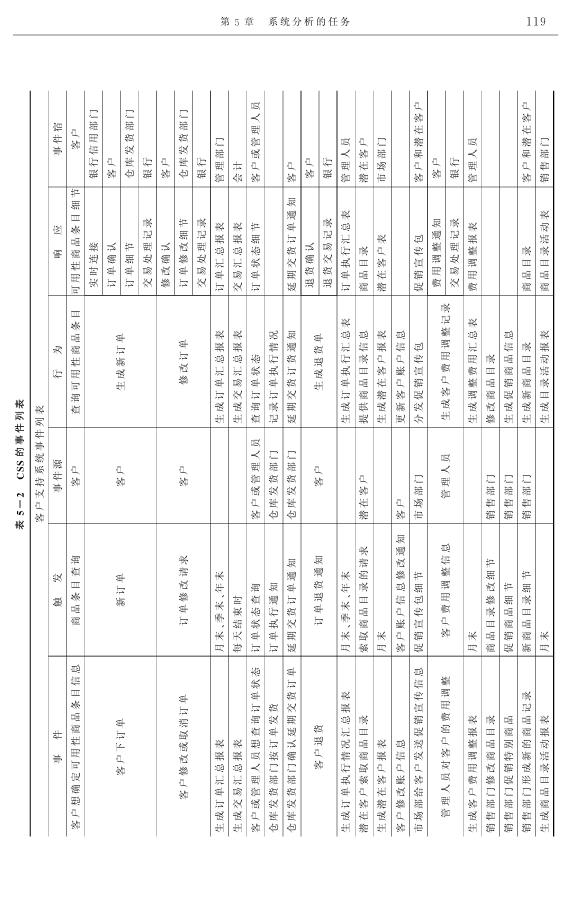 第 5 章 系统分析的任务 119
表 5－2 CSS 的事件列表
客户支持系统事件列表
事 件 触 发 事件源 行 为 响 应 事件宿
客户想确定可用性商品条目信息 商品条目查询 客户 查询可用性商品条目 可用性商品条目细节 客户
实时连接 银行信用部门
订单确认 客户
客户下订单 新订单 客户 生成新订单
订单细节 仓库发货部门
交易处理记录 银行
修改确认 客户
客户修改或取消订单 订单修改请求 客户 修改订单 订单修改细节 仓库发货部门
交易处理记录 银行
生成订单汇总报表 月末、季末、年末 生成订单汇总报表 订单汇总报表 管理部门
生成交易汇总报表 每天结束时 生成交易汇总报表 交易汇总报表 会计
客户或管理人员想查询订单状态 订单状态查询 客户或管理人员 查询订单状态 订单状态细节 客户或管理人员
仓库发货部门按订单发货 订单执行通知 仓库发货部门 记录订单执行情况
仓库发货部门确认延期交货订单 延期交货订单通知 仓库发货部门 延期交货订货通知 延期交货订单通知 客户
客户退货 订单退货通知 客户 生成退货单
退货确认 客户
退货交易记录 银行
生成订单执行情况汇总报表 月末、季末、年末 生成订单执行汇总表 订单执行汇总表 管理人员
潜在客户索取商品目录 索取商品目录的请求 潜在客户 提供商品目录信息 商品目录 潜在客户
生成潜在客户报表 月末 生成潜在客户报表 潜在客户表 市场部门
客户修改账户信息 客户账户信息修改通知 客户 更新客户账户信息
市场部给客户发送促销宣传信息 促销宣传包细节 市场部门 分发促销宣传包 促销宣传包 客户和潜在客户
管理人员对客户的费用调整 客户费用调整信息 管理人员 生成客户费用调整记录
费用调整通知 客户
交易处理记录 银行
生成客户费用调整报表 月末 生成调整费用汇总表 费用调整报表 管理人员
销售部门修改商品目录 商品目录修改细节 销售部门 修改商品目录
销售部门促销特别商品 促销商品细节 销售部门 生成促销商品信息
销售部门形成新的商品记录 新商品目录细节 销售部门 生成新商品目录 商品目录 客户和潜在客户
生成商品目录活动报表 月末 生成目录活动报表 商品目录活动表 销售部门